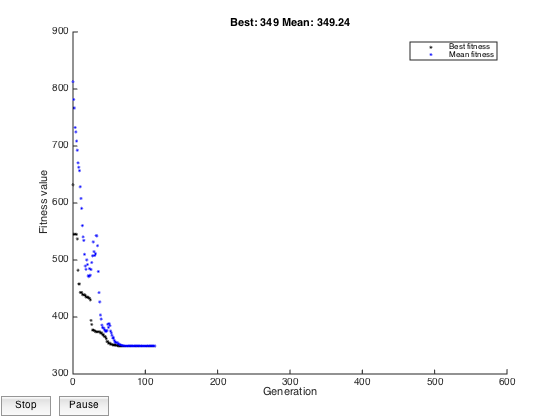 Best: 349 Mean: 349.24
900
800
700
600
500
400
300
Fitness value
Best fitness
Mean fitness
0 100 200 300 400 500 600
Generation
Stop Pause